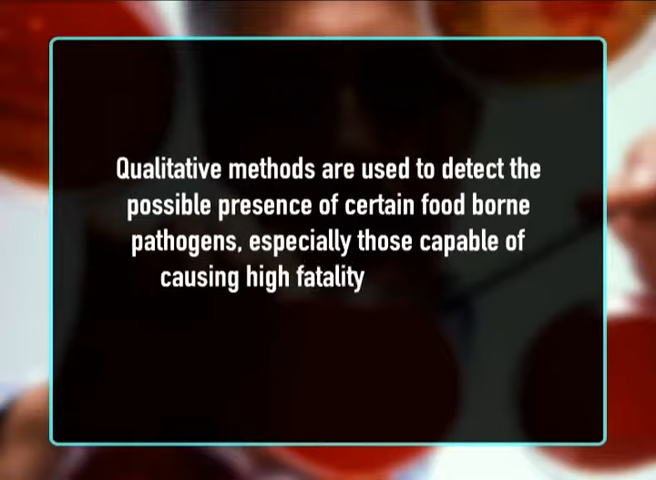 Qualitative methods are used to detect the
possible presence of certain food borne
pathogens, especially those capable of
causing high fatality